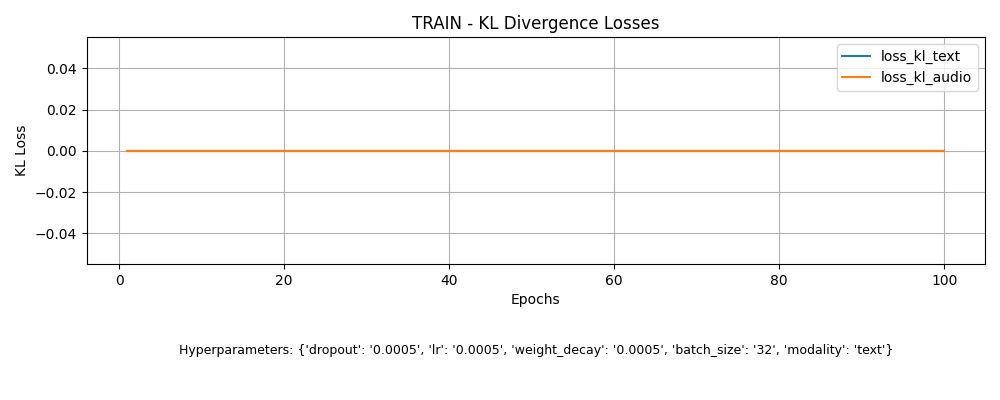 TRAIN - KL Divergence Losses
loss_kl_text
loss_kl_audio
KL Loss
0.04
0.02
0.00
−0.02
−0.04
0 20 40 60 80 100
Epochs
Hyperparameters: {'dropout': '0.0005', 'lr': '0.0005', 'weight_decay': '0.0005', 'batch_size': '32', 'modality': 'text'}